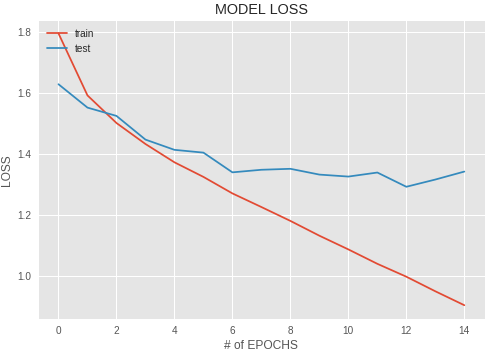 MODEL LOSS
train
test
1.8
1.6
1.4
1.2
1.0
LOSS
0 2 4 6 8 10 12 14
# of EPOCHS